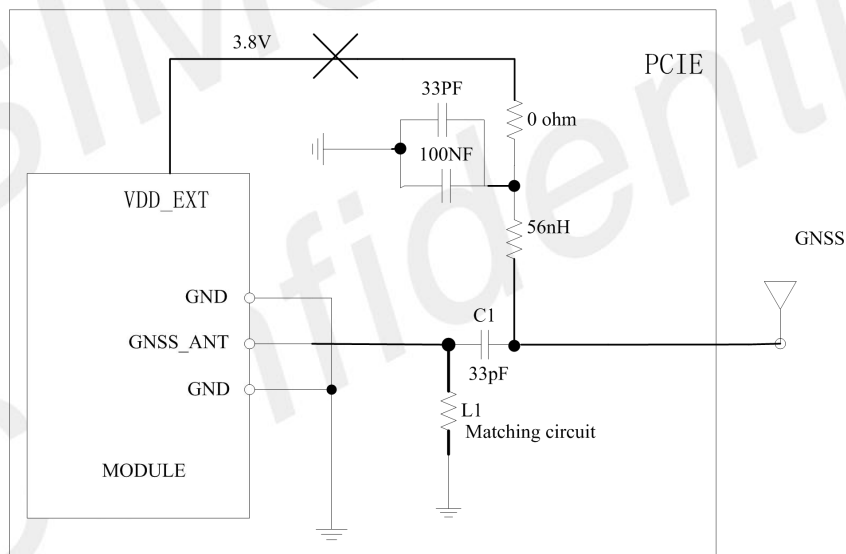 3.8V
PCIE
33PF
0 ohm
100NF
VDD_EXT
56nH
GNSS
GND
C1
GNSS_ANT
33pF
GND
L1
Matching circuit
MODULE